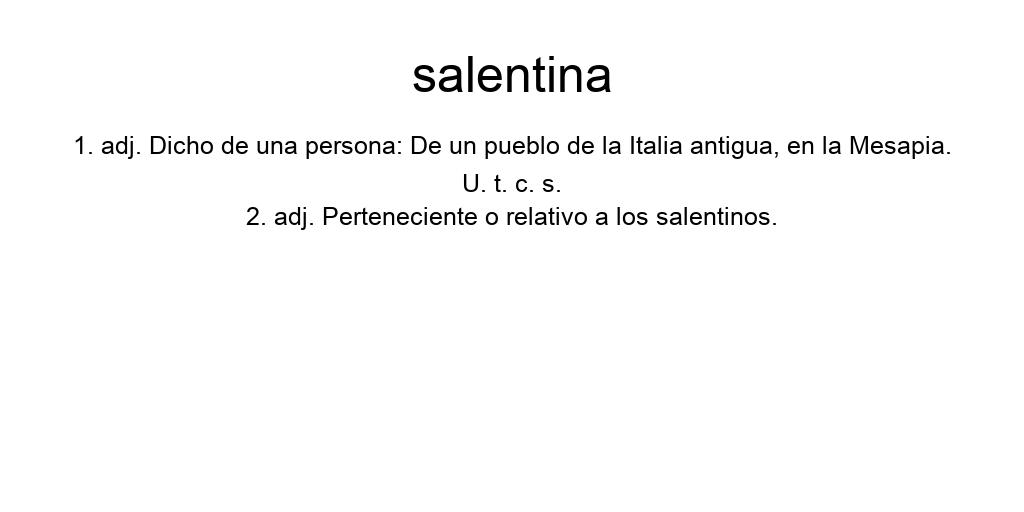 salentina
1. adj. Dicho de una persona: De un pueblo de la Italia antigua, en la Mesapia.
U. t. c. s.
2. adj. Perteneciente o relativo a los salentinos.